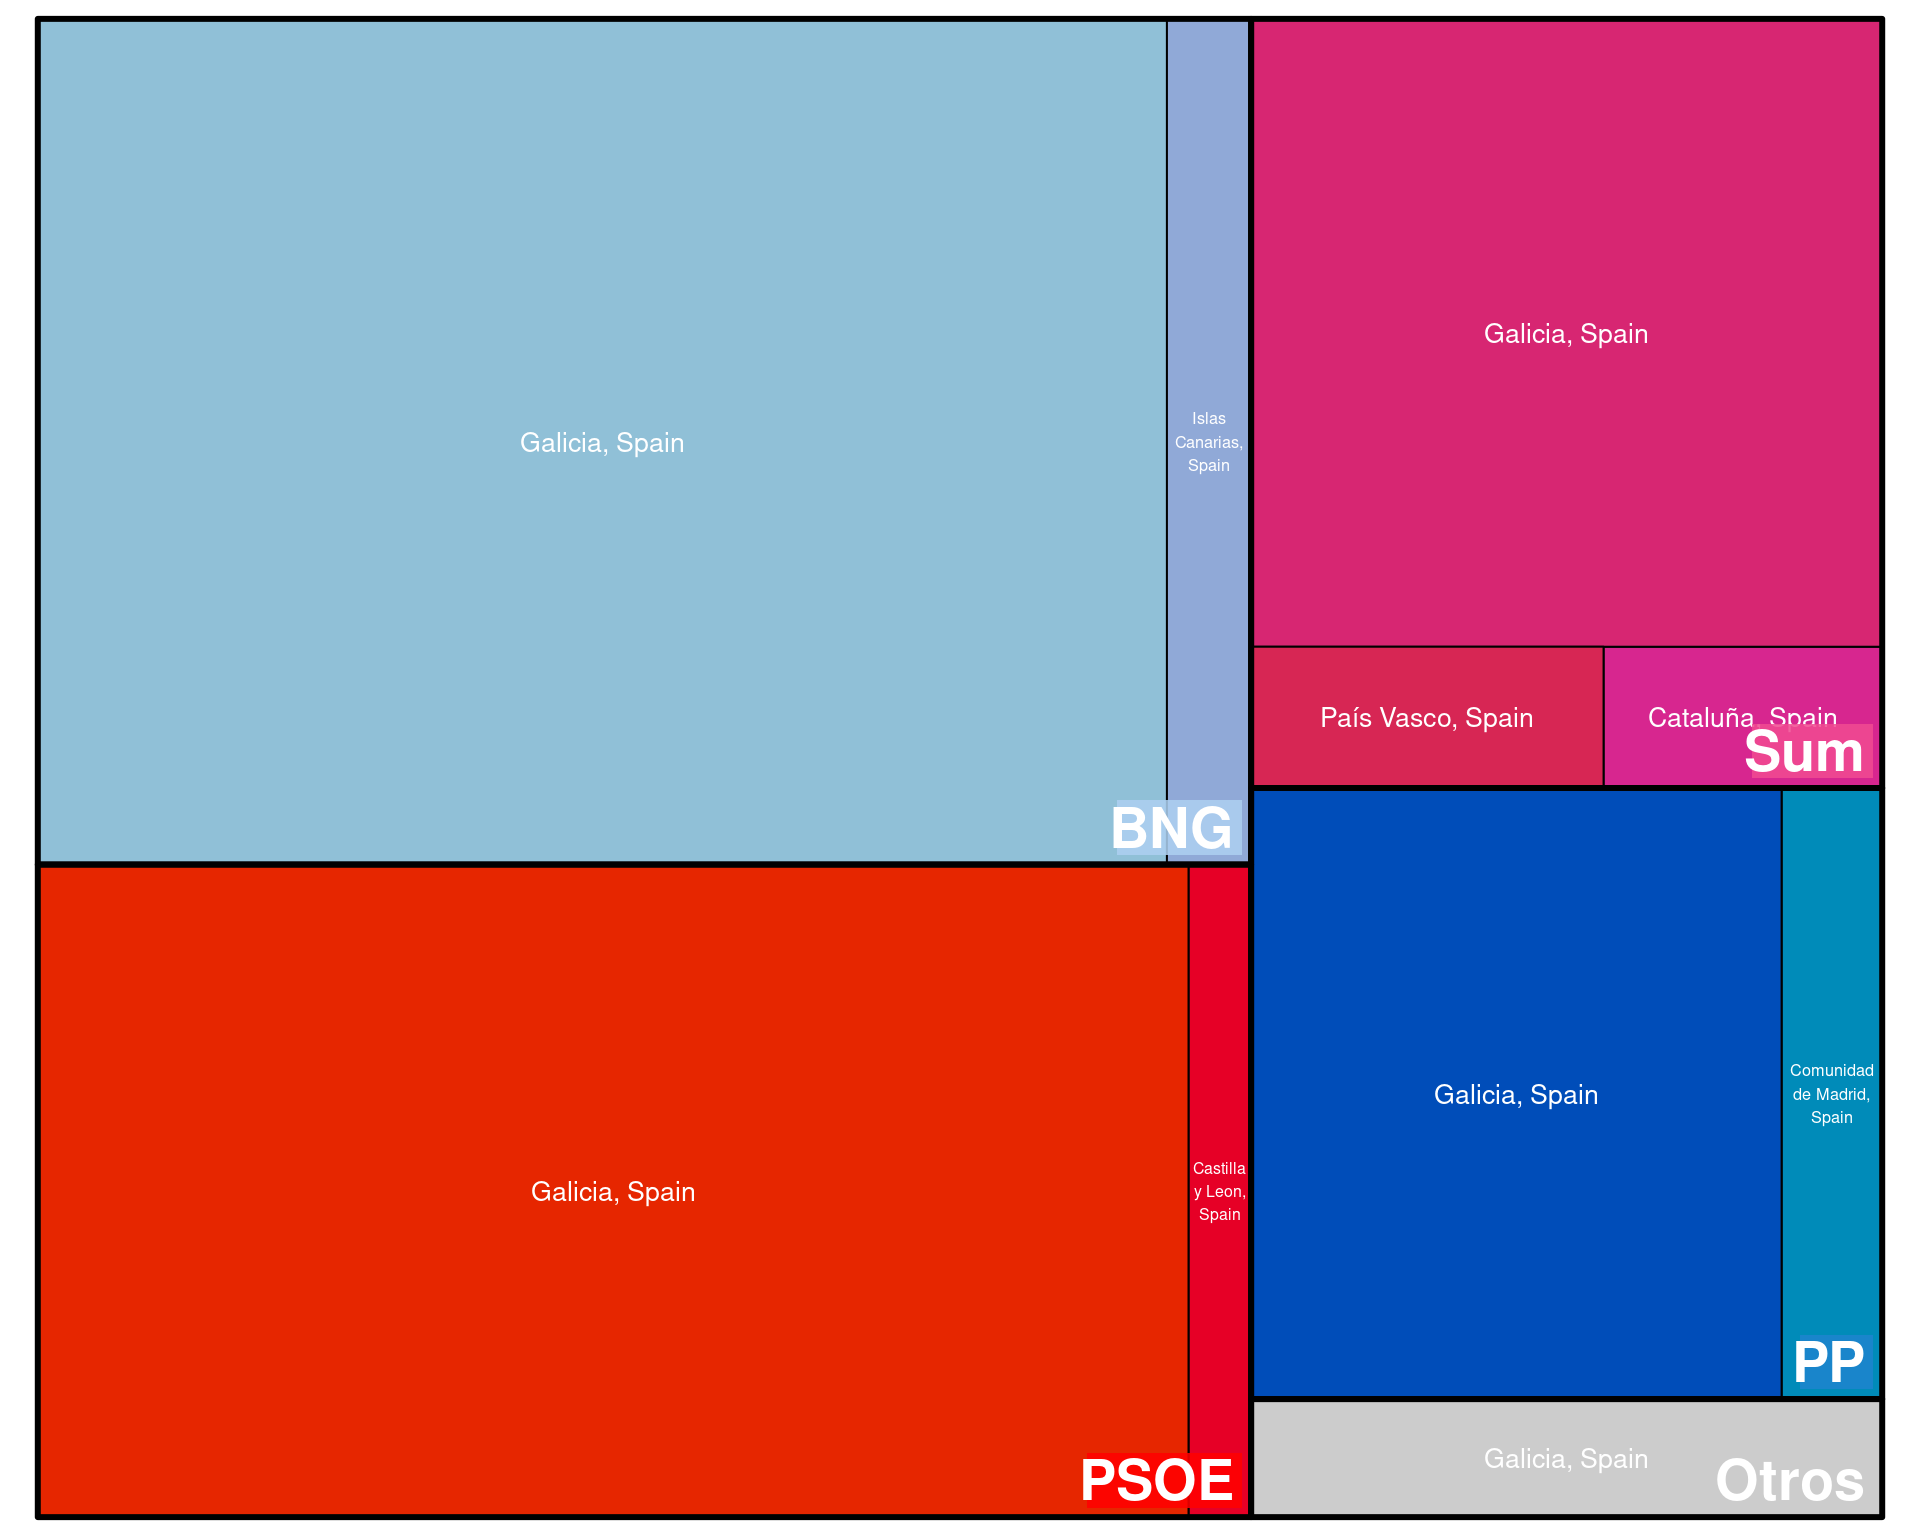 Galicia, Spain
Islas
Canarias,
Spain
BNG
Galicia, Spain
Castilla
y Leon,
Spain
PSOE
Galicia, Spain
País Vasco, Spain
Cataluña, Spain
Sum
Galicia, Spain
Comunidad
de Madrid,
Spain
PP
Galicia, Spain
Otros